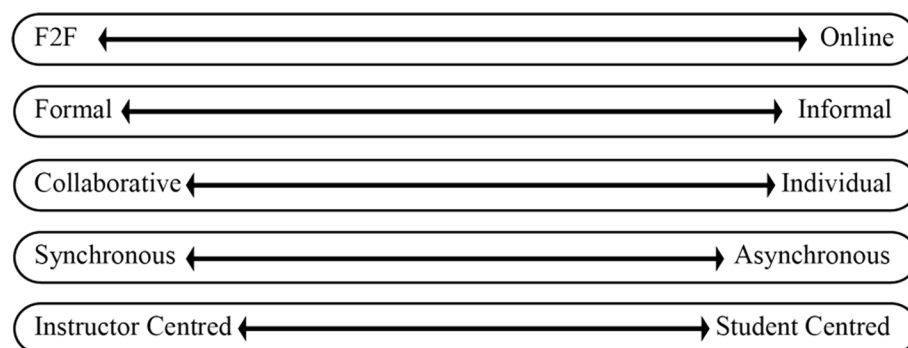 F2F Online
Formal Informal
Collaborative Individual
Synchronous Asynchronous
Instructor Centred Student Centred